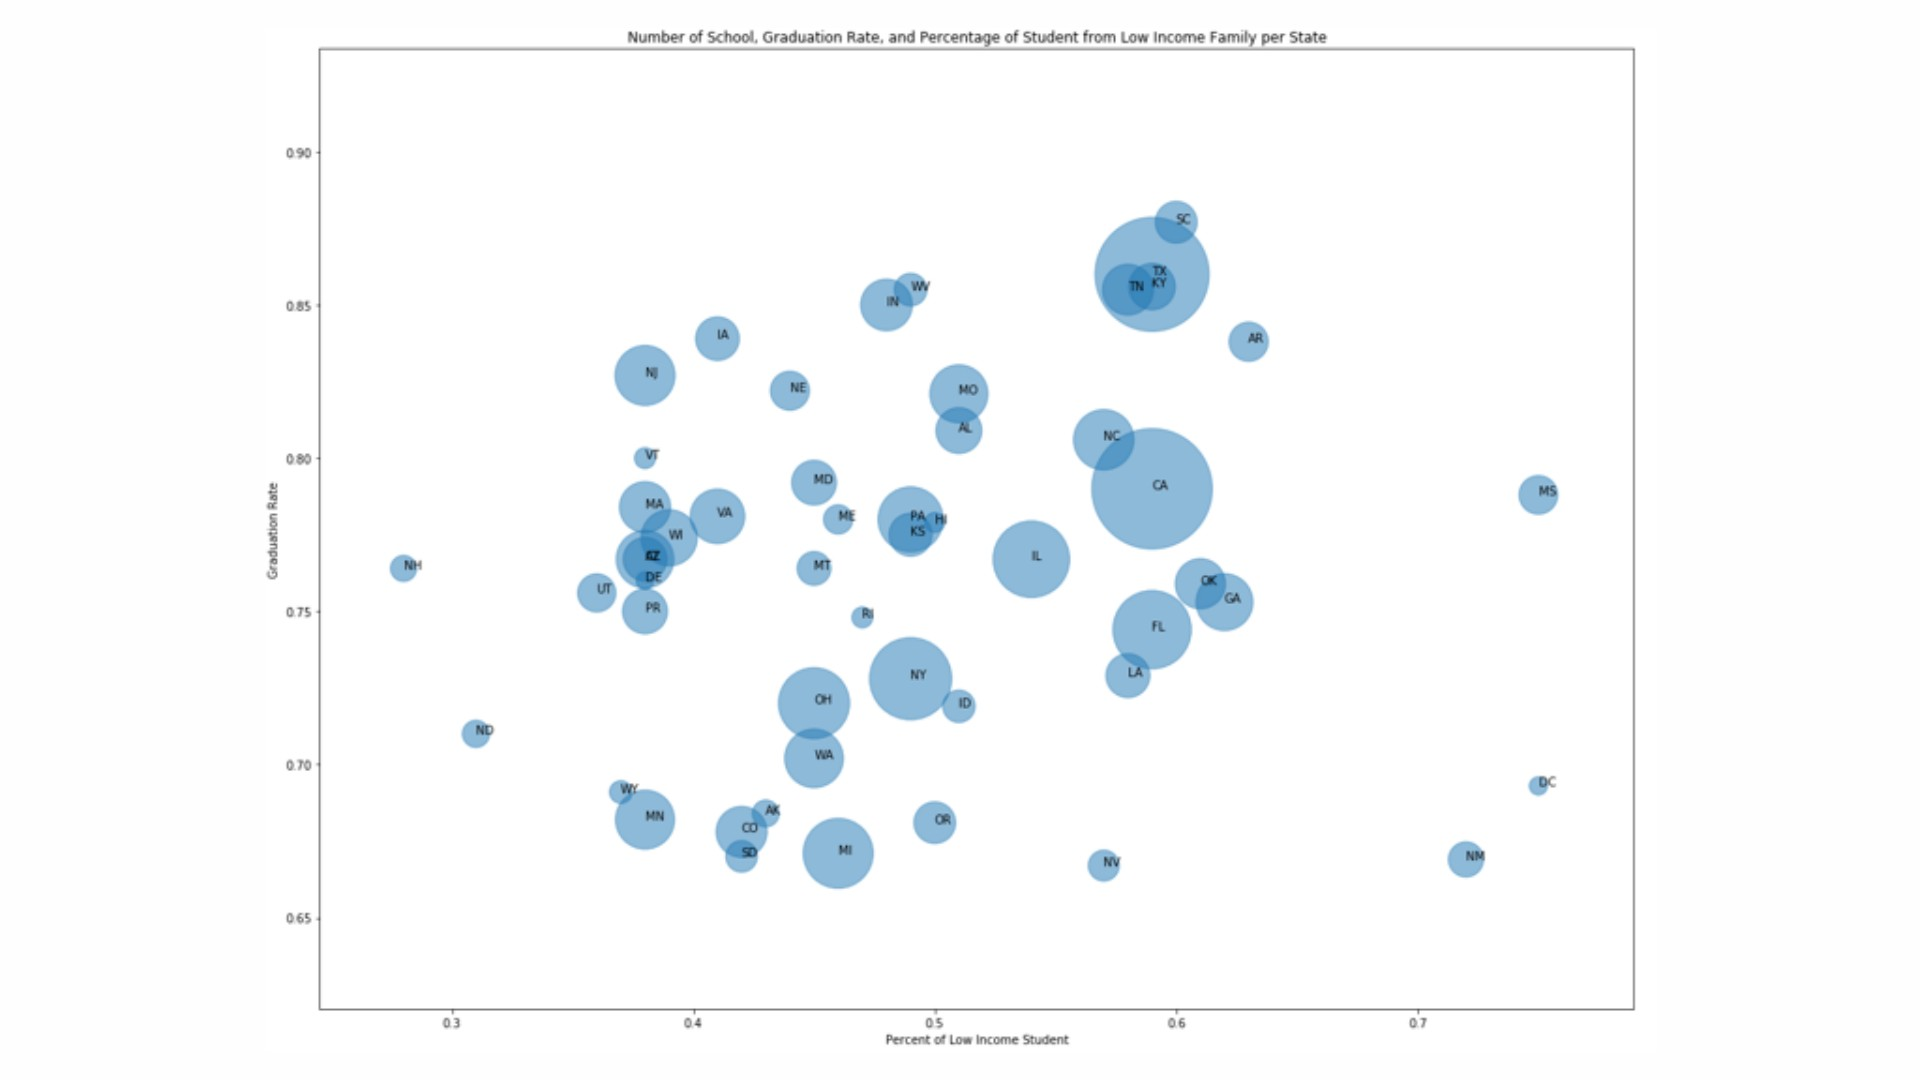 Number of School, Graduation Rate, and Percentage of Student from Low Income Family per State
0.90
SC
TX
KY
TN
WV
IN
0.85
IA
AR
NJ
NE
MO
AL
NC
0.80
VT
MD
CA
MS
MA
VA
ME
PA
HI
KS
WI
IL
NH
DE
MT
UT
OK
GA
PR
0.75
RI
FL
LA
NY
OH
ID
ND
WA
0.70
WY
DC
MN
AK
CO
OR
SD
MI
NV
NM
0.65
Graduation Rate
0.3
0.4
0.5
0.6
0.7
Percent of Low Income Student